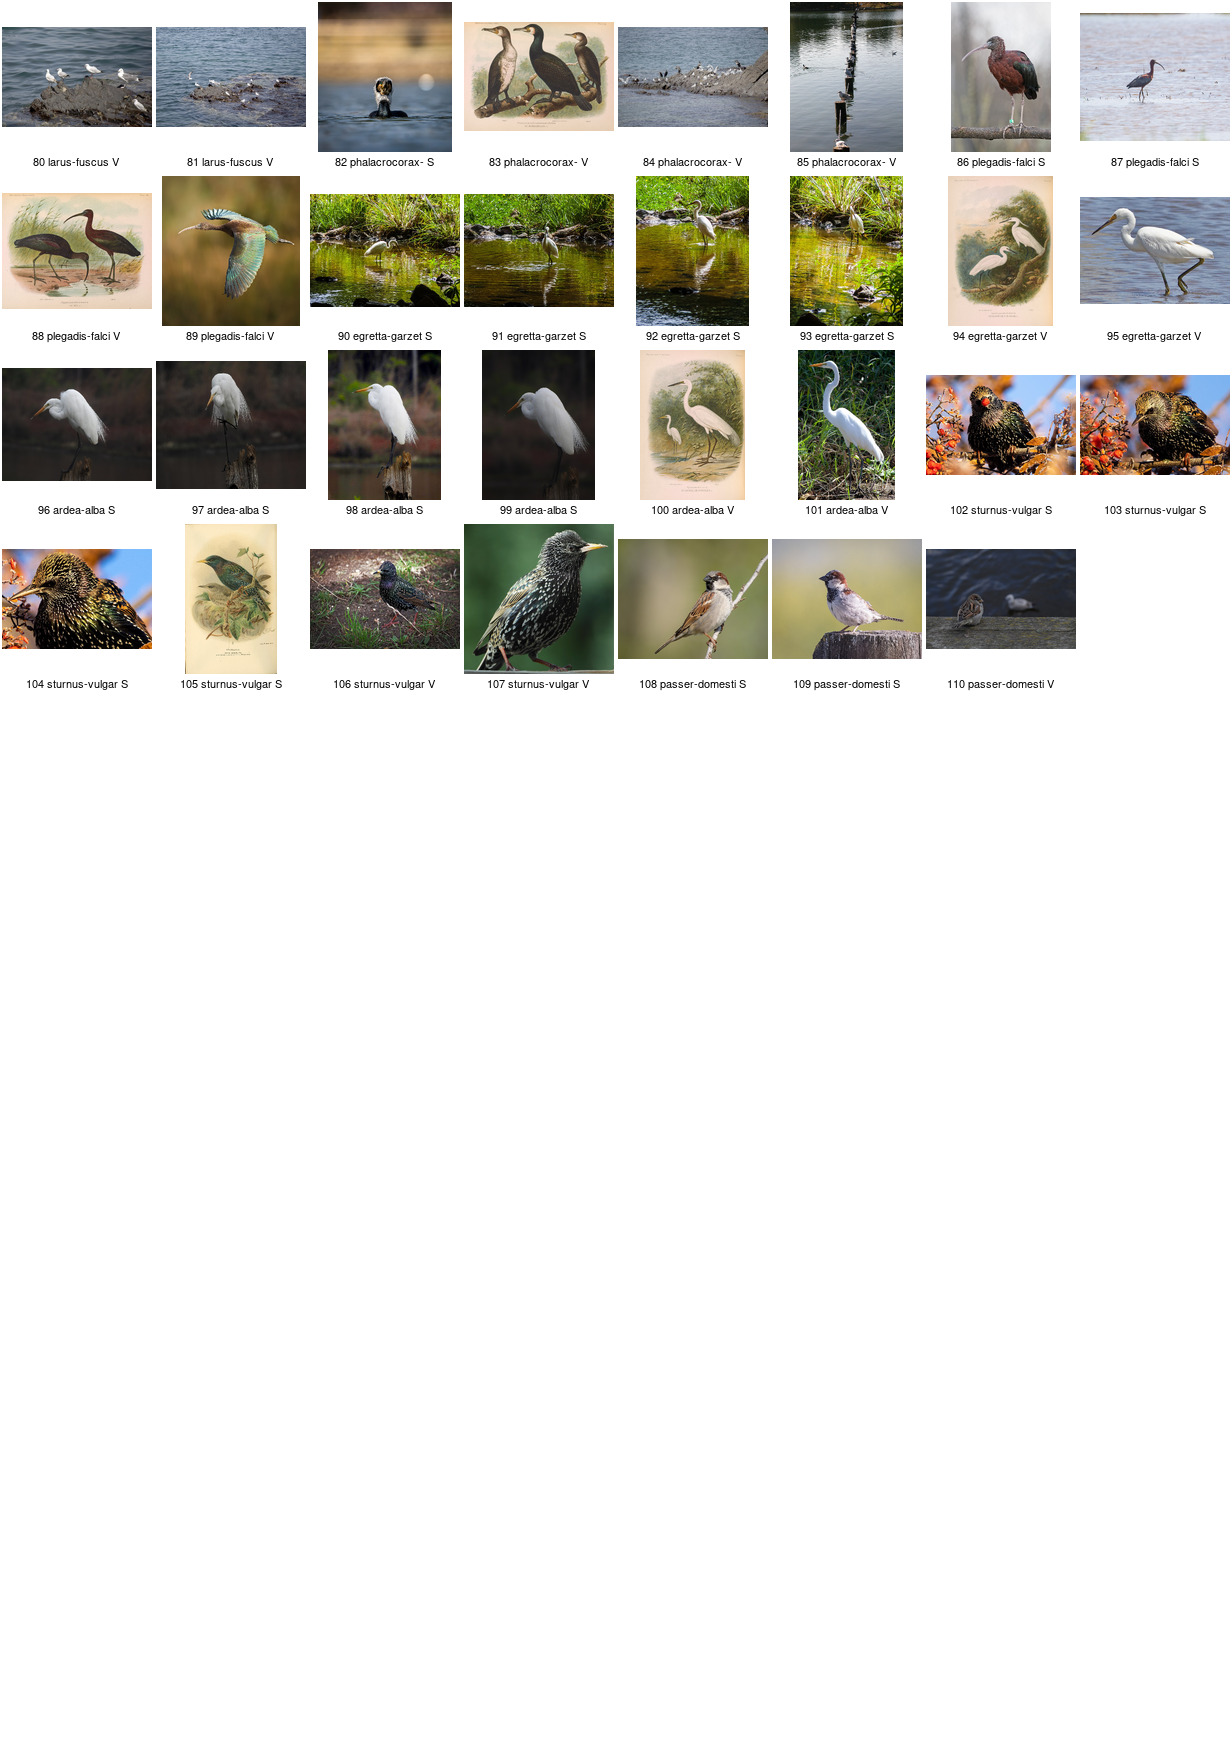 80 larus-fuscus V
81 larus-fuscus V
82 phalacrocorax- S
83 phalacrocorax- V
84 phalacrocorax- V
85 phalacrocorax- V
86 plegadis-falci S
87 plegadis-falci S
88 plegadis-falci V
89 plegadis-falci V
90 egretta-garzet S
91 egretta-garzet S
92 egretta-garzet S
93 egretta-garzet S
94 egretta-garzet V
95 egretta-garzet V
96 ardea-alba S
97 ardea-alba S
98 ardea-alba S
99 ardea-alba S
100 ardea-alba V
101 ardea-alba V
102 sturnus-vulgar S
103 sturnus-vulgar S
104 sturnus-vulgar S
105 sturnus-vulgar S
106 sturnus-vulgar V
107 sturnus-vulgar V
108 passer-domesti S
109 passer-domesti S
110 passer-domesti V